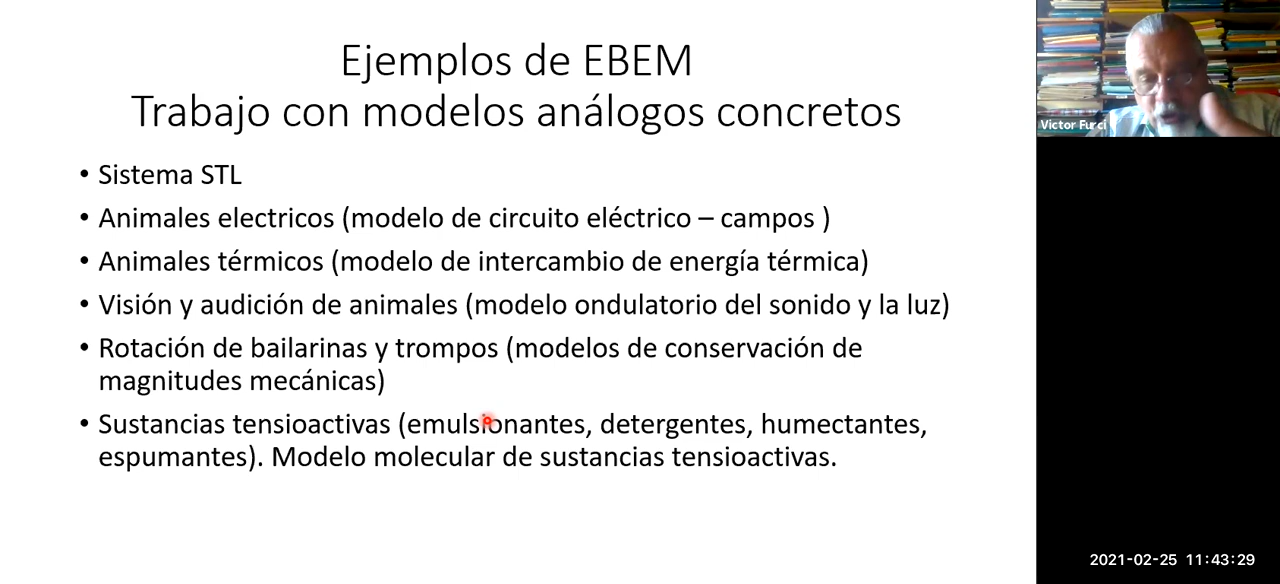 Ejemplos de EBEM
Trabajo con modelos análogos concretos
• Sistema STL
• Animales electricos (modelo de circuito eléctrico – campos )
• Animales térmicos (modelo de intercambio de energía térmica)
• Visión y audición de animales (modelo ondulatorio del sonido y la luz)
• Rotación de bailarinas y trompos (modelos de conservación de
magnitudes mecánicas)
• Sustancias tensioactivas (emulsionantes, detergentes, humectantes,
espumantes). Modelo molecular de sustancias tensioactivas.
Victor Furci
2021-02-25 11:43:29